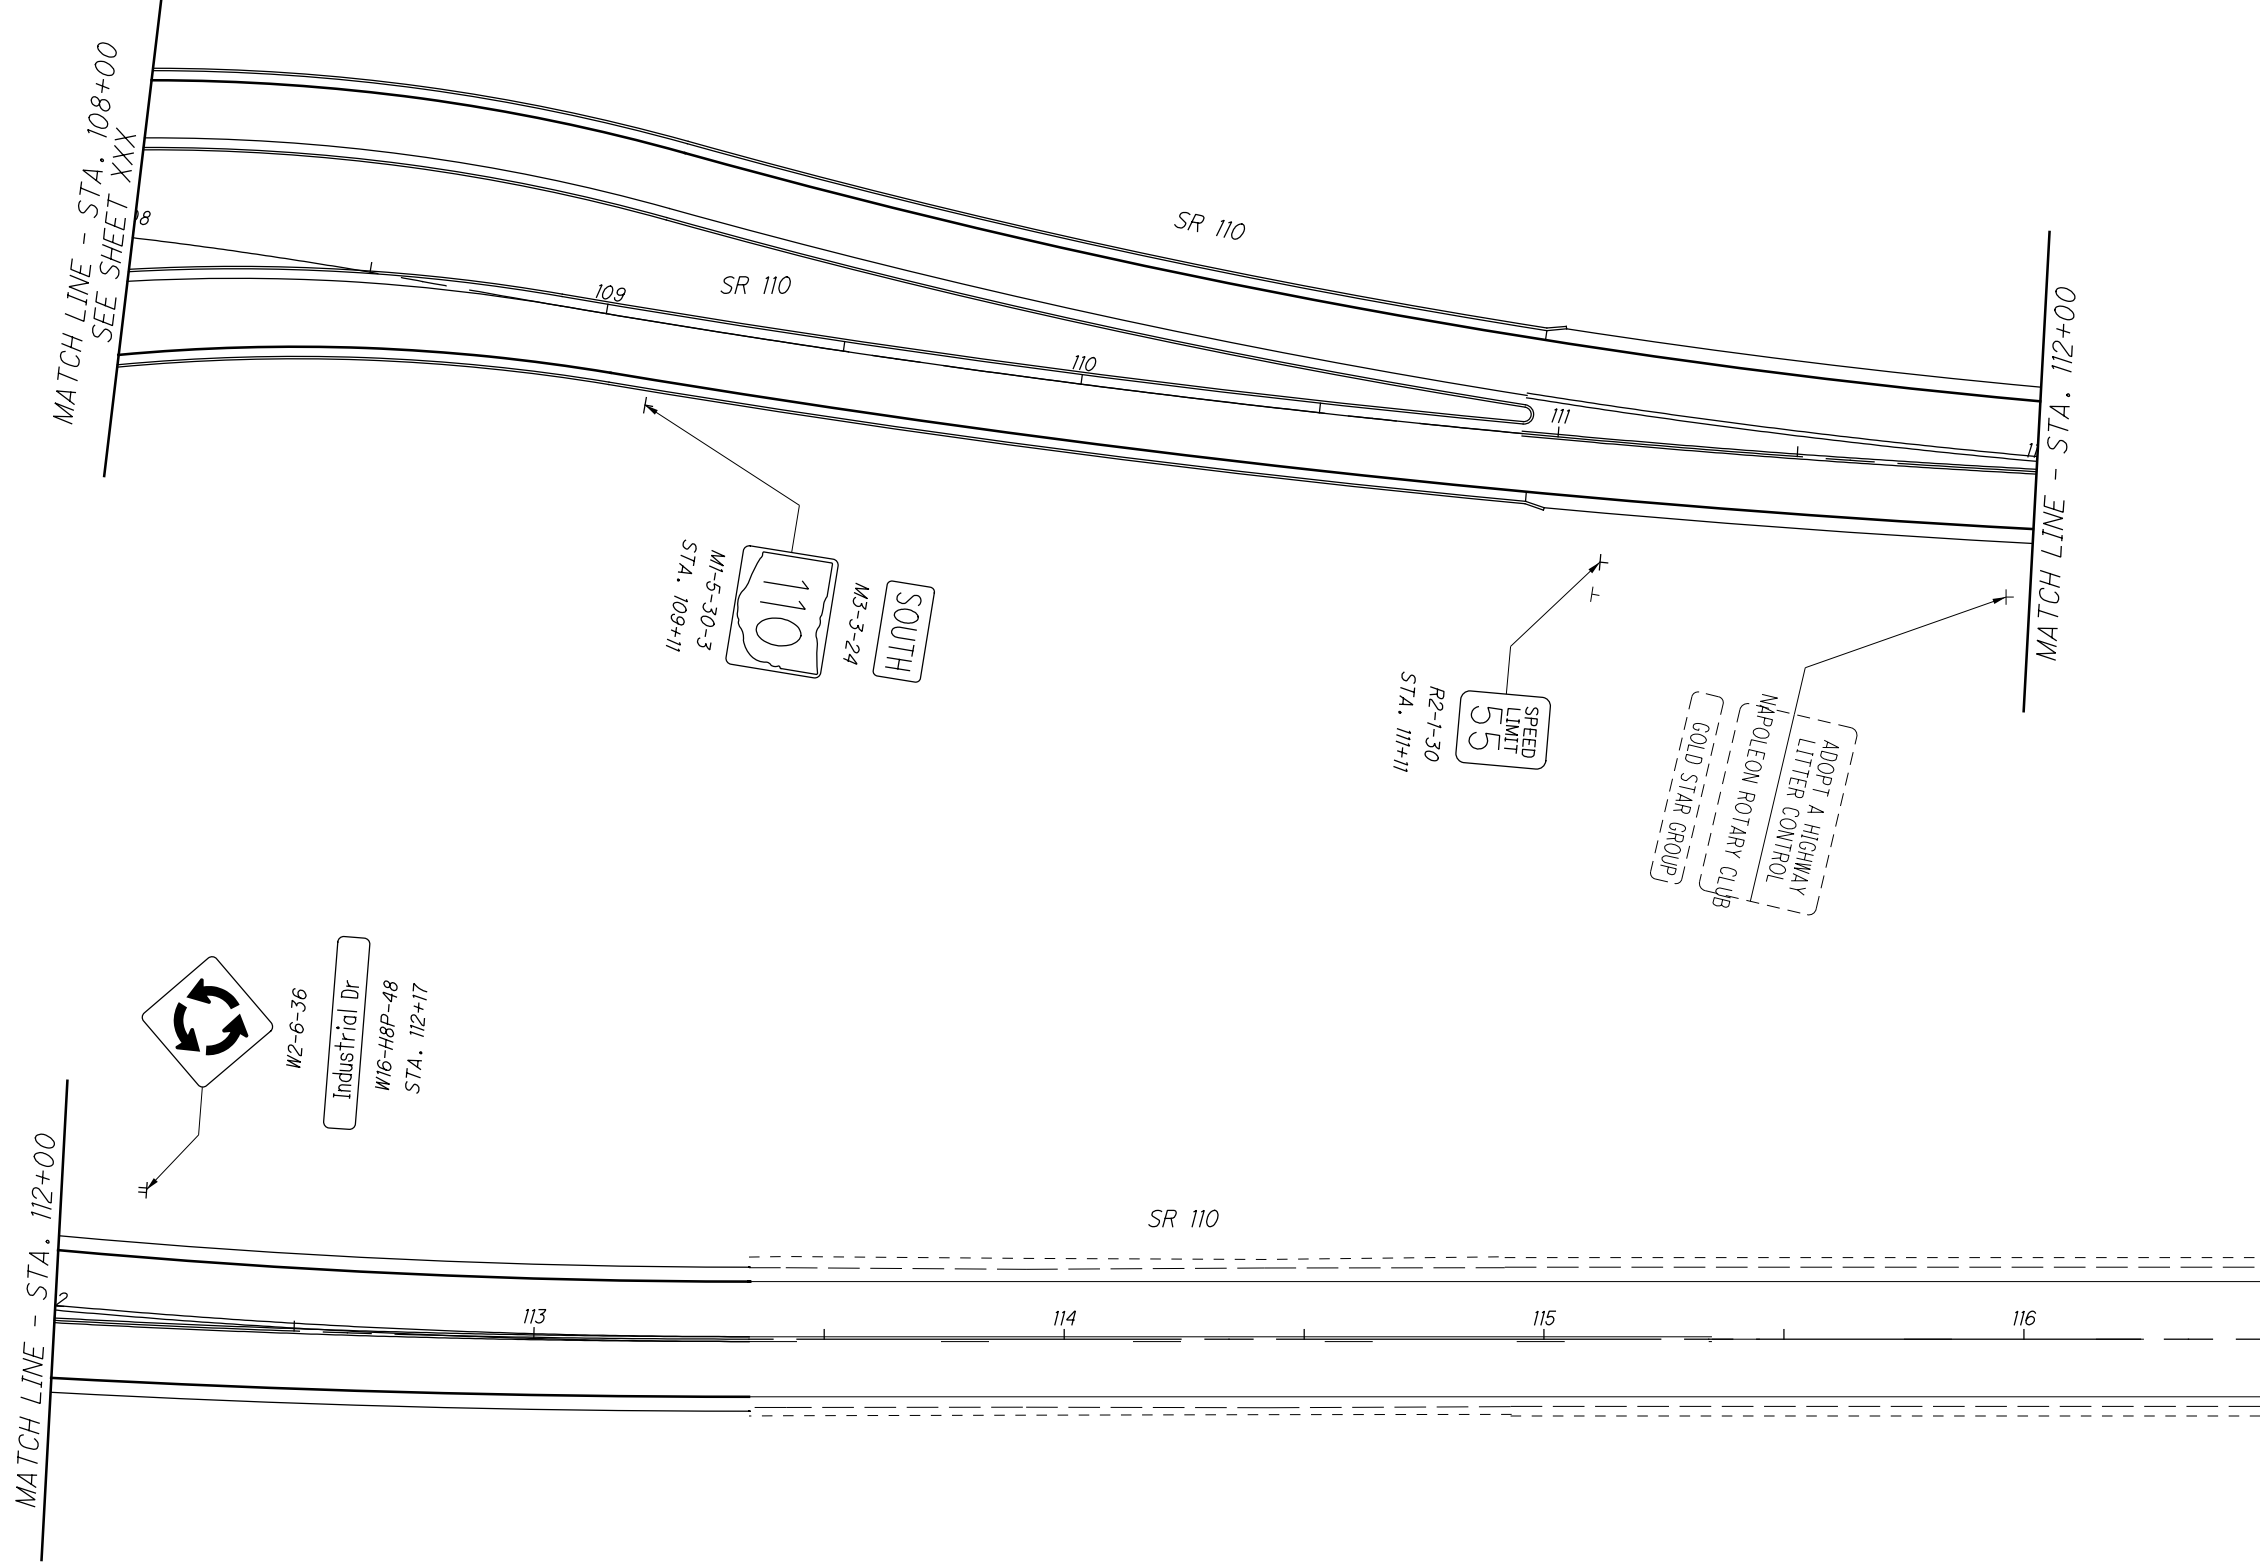 MATCH LINE - STA. 108+00
SEE SHEET XXX
SR 110
SR 110
109
110
111
MATCH LINE - STA. 112+00
110
M1-5-30-3
STA. 109+11
SOUTH
M3-3-24
SPEED
LIMIT
55
R2-1-30
STA. 111+11
ADOPT A HIGHWAY
LITTER CONTROL
NAPOLEON ROTARY CLUB
GOLD STAR GROUP
W2-6-36
Industrial Dr
W16-H8P-48
STA. 112+17
MATCH LINE - STA. 112+00
SR 110
2
113
114
115
116